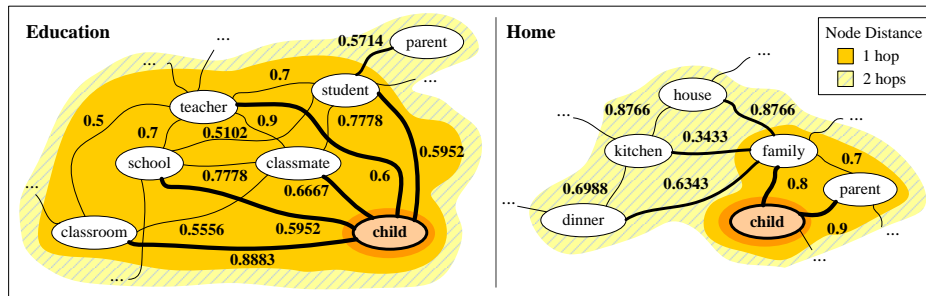 Education
...
0.5714
parent
...
0.7
student
...
teacher
0.5
0.7
0.5102
0.9
0.7778
school
classmate
0.5952
0.7778
0.6667
0.6
...
classroom
0.5556
0.5952
child
0.8883
...
Home
...
house
0.8766
0.8766
...
...
kitchen
0.3433
family
0.7
0.6988
0.6343
0.8
parent
...
dinner
child
0.9
...
...
Node Distance
1 hop
2 hops